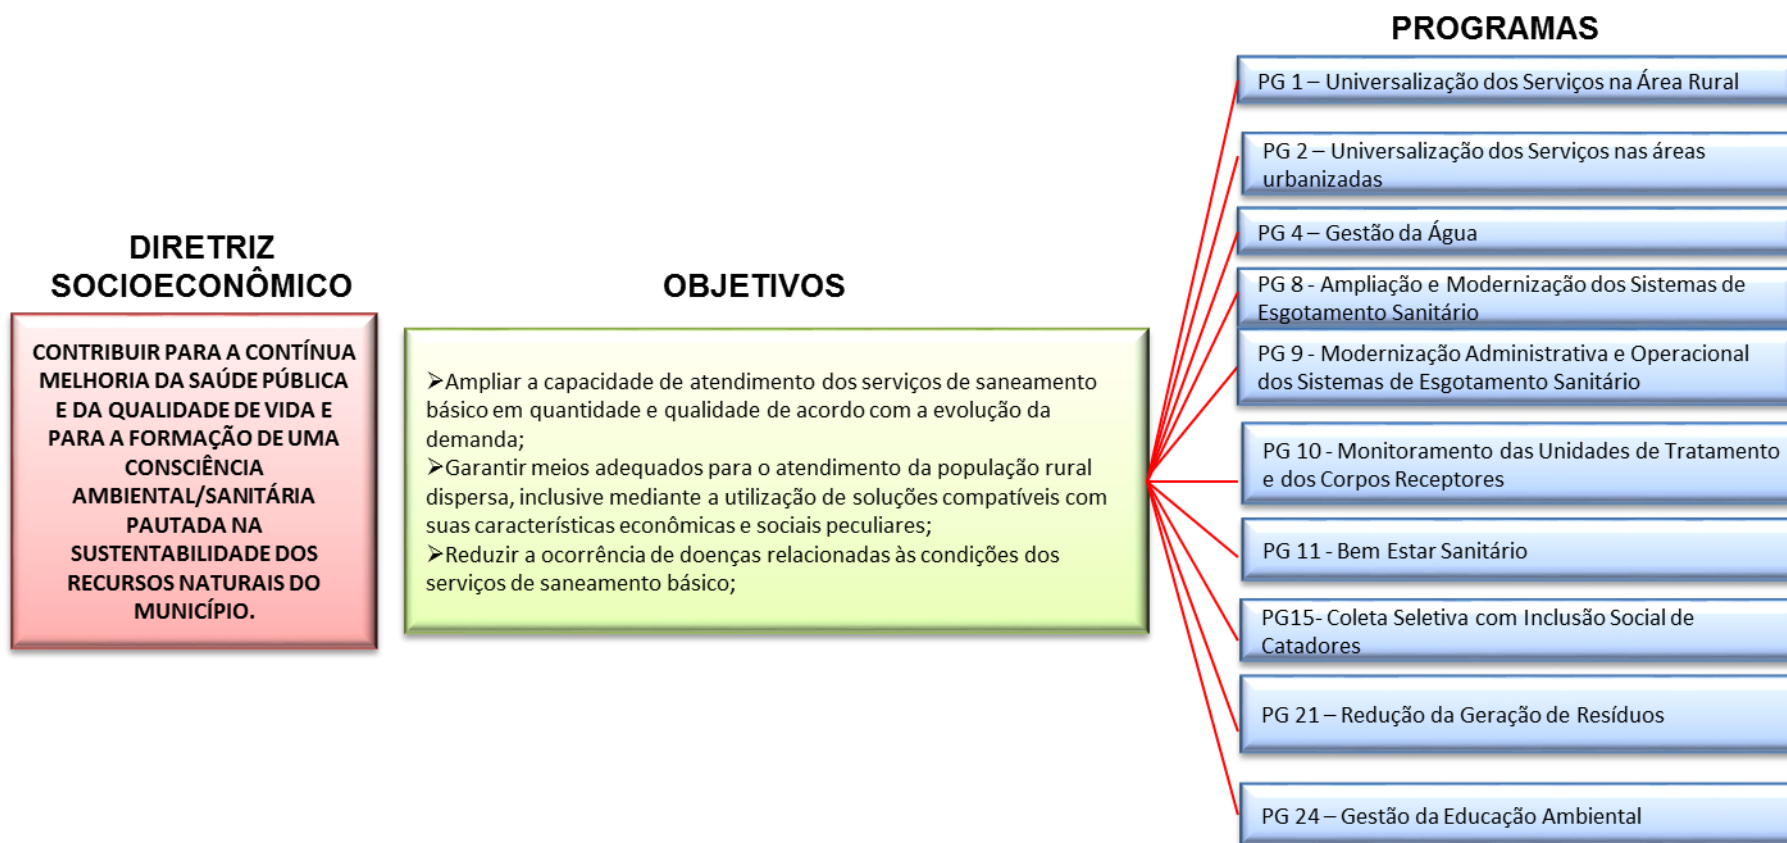 DIRETRIZ
SOCIOECONÔMICO
CONTRIBUIR PARA A CONTÍNUA
MELHORIA DA SAÚDE PÚBLICA
E DA QUALIDADE DE VIDA E
PARA A FORMAÇÃO DE UMA
CONSCIÊNCIA
AMBIENTAL/SANITÁRIA
PAUTADA NA
SUSTENTABILIDADE DOS
RECURSOS NATURAIS DO
MUNICÍPIO.
OBJETIVOS
➢Ampliar a capacidade de atendimento dos serviços de saneamento
básico em quantidade e qualidade de acordo com a evolução da
demanda;
➢Garantir meios adequados para o atendimento da população rural
dispersa, inclusive mediante a utilização de soluções compatíveis com
suas características econômicas e sociais peculiares;
➢Reduzir a ocorrência de doenças relacionadas às condições dos
serviços de saneamento básico;
PROGRAMAS
PG 1 – Universalização dos Serviços na Área Rural
PG 2 – Universalização dos Serviços nas áreas
urbanizadas
PG 4 – Gestão da Água
PG 8 - Ampliação e Modernização dos Sistemas de
Esgotamento Sanitário
PG 9 - Modernização Administrativa e Operacional
dos Sistemas de Esgotamento Sanitário
PG 10 - Monitoramento das Unidades de Tratamento
e dos Corpos Receptores
PG 11 - Bem Estar Sanitário
PG15- Coleta Seletiva com Inclusão Social de
Catadores
PG 21 – Redução da Geração de Resíduos
PG 24 – Gestão da Educação Ambiental